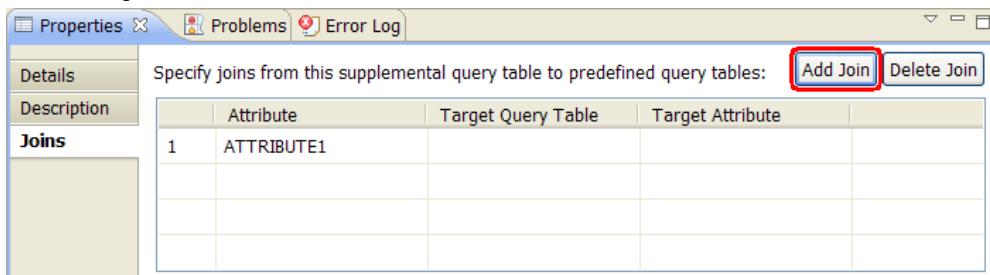 Properties Problems Error Log
Details
Description
Joins
Specify joins from this supplemental query table to predefined query tables: Add Join Delete Join
Attribute Target Query Table Target Attribute
1 ATTRIBUTE1